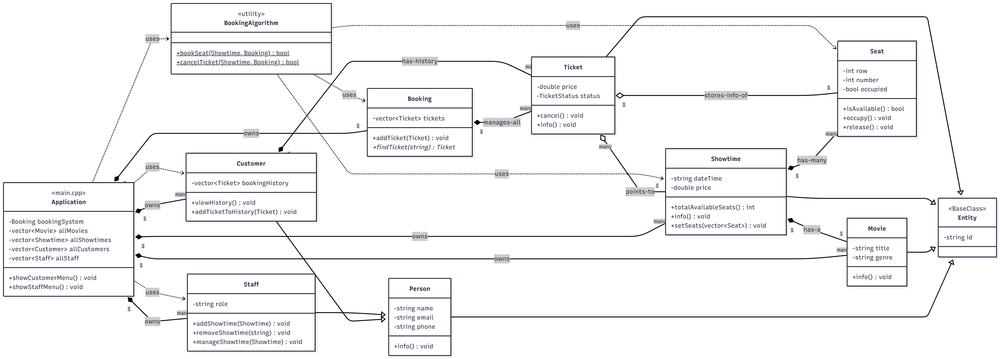 «utility»
BookingAlgorithm
+bookSeat(Showtime, Booking) : bool
+cancelTicket(Showtime, Booking) : bool
uses
uses
uses
uses
has-history
Ticket
-double price
-TicketStatus status
+cancel() : void
+info() : void
many
1
many
stores-info-of
1
Seat
-int row
-int number
-bool occupied
+isAvailable() : bool
+occupy() : void
+release() : void
many
Booking
-vector<Ticket> tickets
+addTicket(Ticket) : void
+findTicket(string) : Ticket
1
manages-all
1
owns
Customer
-vector<Ticket> bookingHistory
+viewHistory() : void
+addTicketToHistory(Ticket) : void
uses
many
owns
1
Showtime
-string dateTime
-double price
+totalAvailableSeats() : int
+info() : void
+setSeats(vector<Seat>) : void
points-to
1
has-many
1
many
owns
1
has-a
1
1
«main.cpp»
Application
-Booking bookingSystem
-vector<Movie> allMovies
-vector<Showtime> allShowtimes
-vector<Customer> allCustomers
-vector<Staff> allStaff
+showCustomerMenu() : void
+showStaffMenu() : void
owns
1
man
Movie
-string title
-string genre
+info() : void
«BaseClass»
Entity
-string id
uses
owns
1
man
Staff
-string role
+addShowtime(Showtime) : void
+removeShowtime(string) : void
+manageShowtime(Showtime) : void
Person
-string name
-string email
-string phone
+info() : void